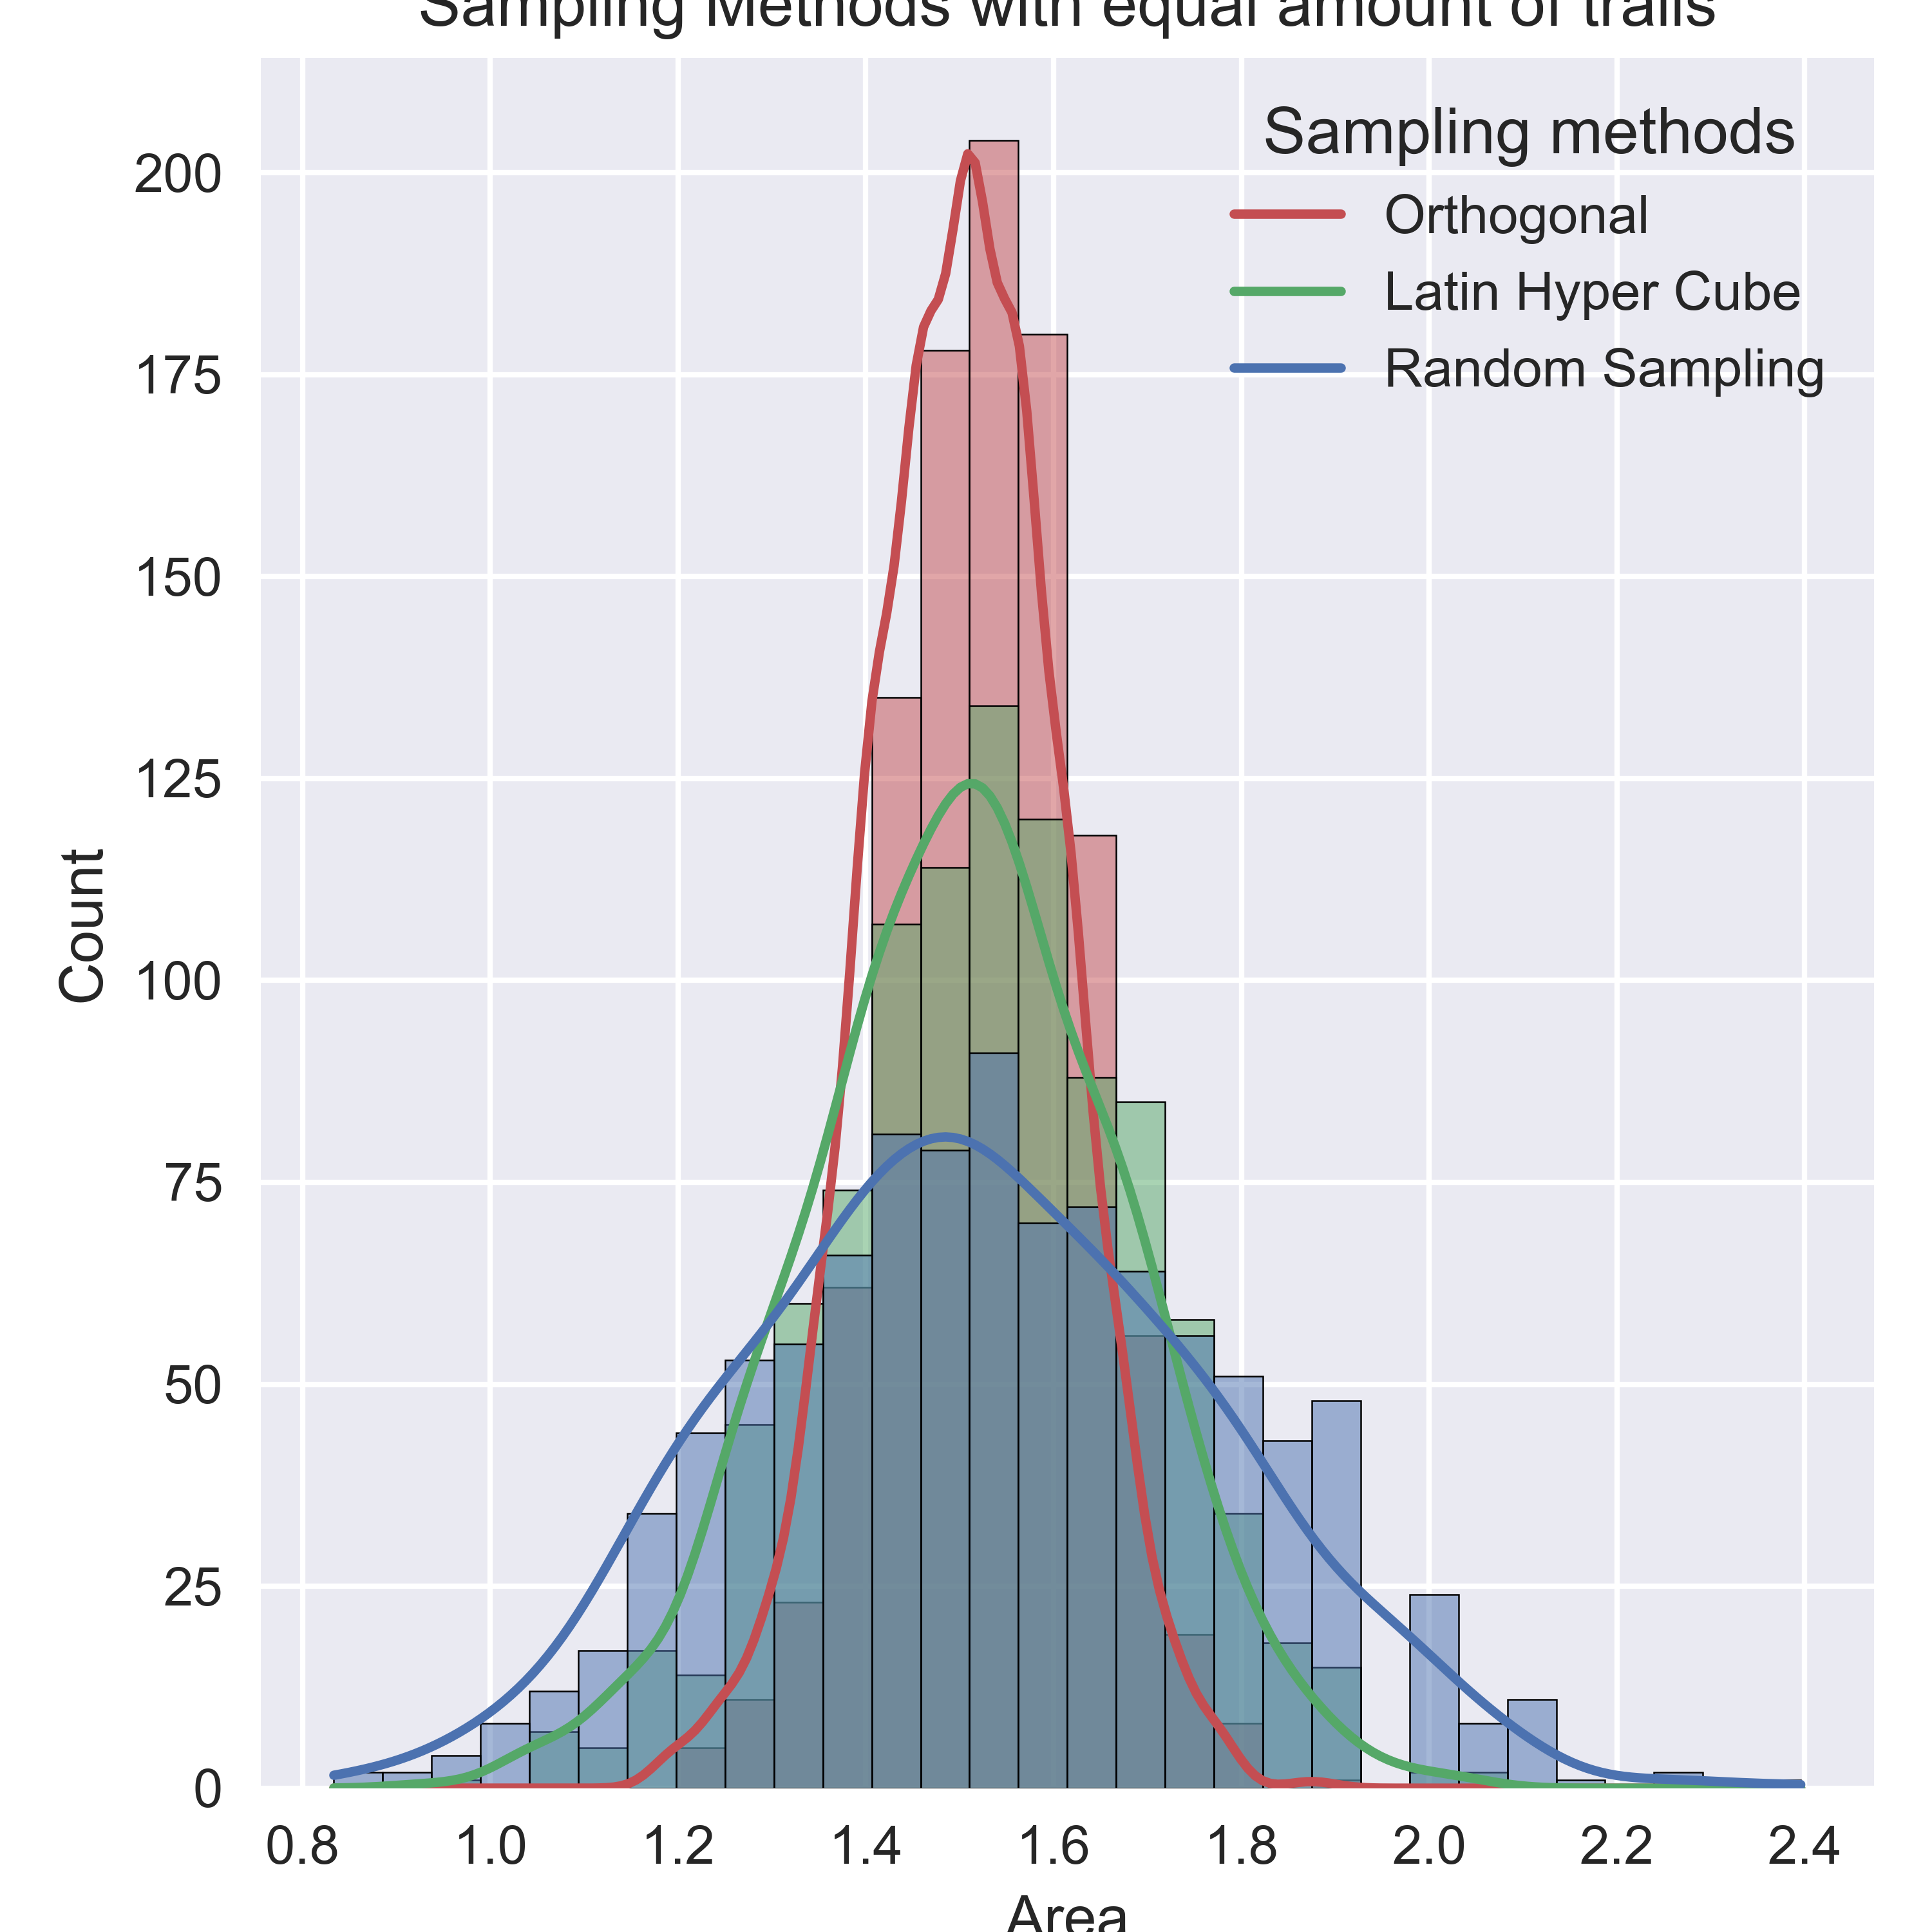 Sampling Methods with equal amount of trails
Sampling methods
Orthogonal
Latin Hyper Cube
Random Sampling
200
175
150
125
100
75
50
25
0
Count
0.8 1.0 1.2 1.4 1.6 1.8 2.0 2.2 2.4
Area